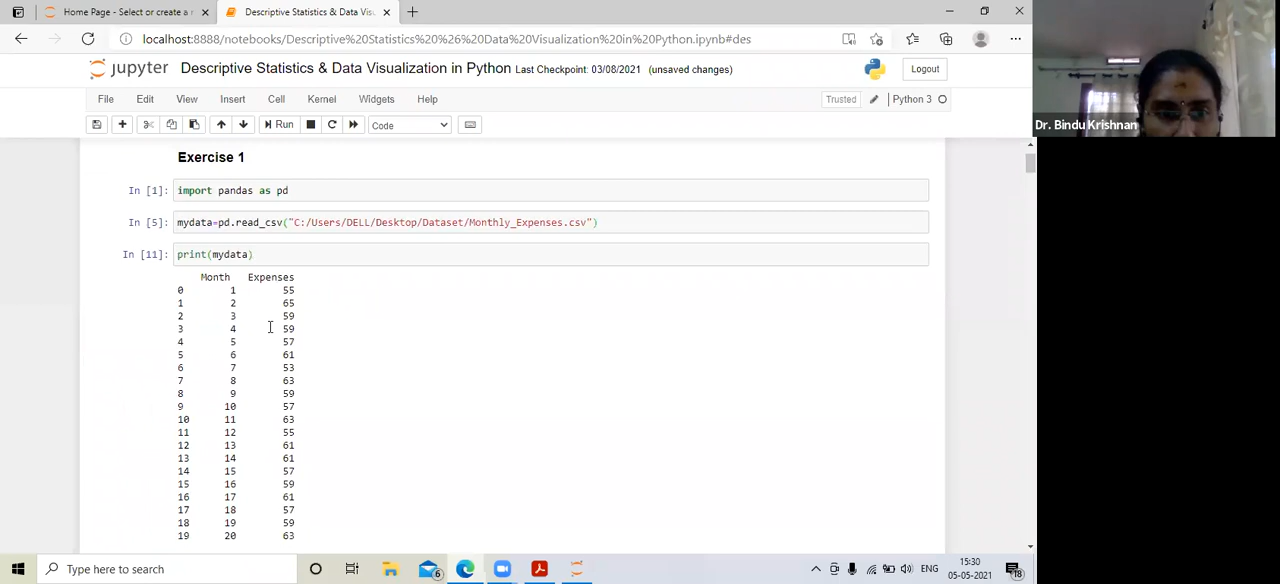 Home Page - Select or create a n
Descriptive Statistics & Data Visu
localhost:8888/notebooks/Descriptive%20Statistics%20%26%20Data%20Visualization%20in%20Python.ipynb#des
jupyter Descriptive Statistics & Data Visualization in Python Last Checkpoint: 03/08/2021 (unsaved changes) Logout
File Edit View Insert Cell Kernel Widgets Help Trusted Python 3
Run Code
Exercise 1
In [1]: import pandas as pd
In [5]: mydata=pd.read_csv("C:/Users/DELL/Desktop/Dataset/Monthly_Expenses.csv")
In [11]: print(mydata)
Month Expenses
0 1 55
1 2 65
2 3 59
3 4 59
4 5 57
5 6 61
6 7 53
7 8 63
8 9 59
9 10 57
10 11 63
11 12 55
12 13 61
13 14 61
14 15 57
15 16 59
16 17 61
17 18 57
18 19 59
19 20 63
Dr. Bindu Krishnan
Type here to search
6
ENG
15:30
05-05-2021
18